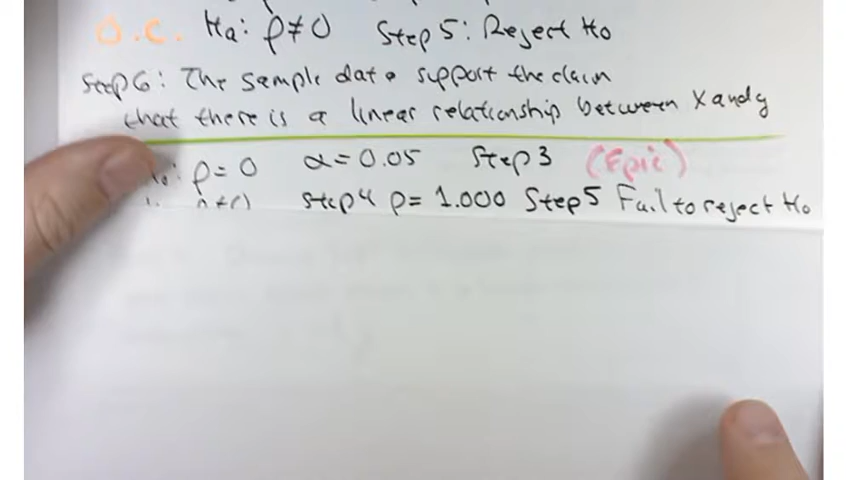 O.C. Ha: ρ≠0 Step 5: Reject Ho
Step 6: The sample data support the claim
that there is a linear relationship between X and y
: ρ=0 α=0.05 Step 3 (Epic)
Step 4 P=1.000 Step 5 Fail to reject Ho